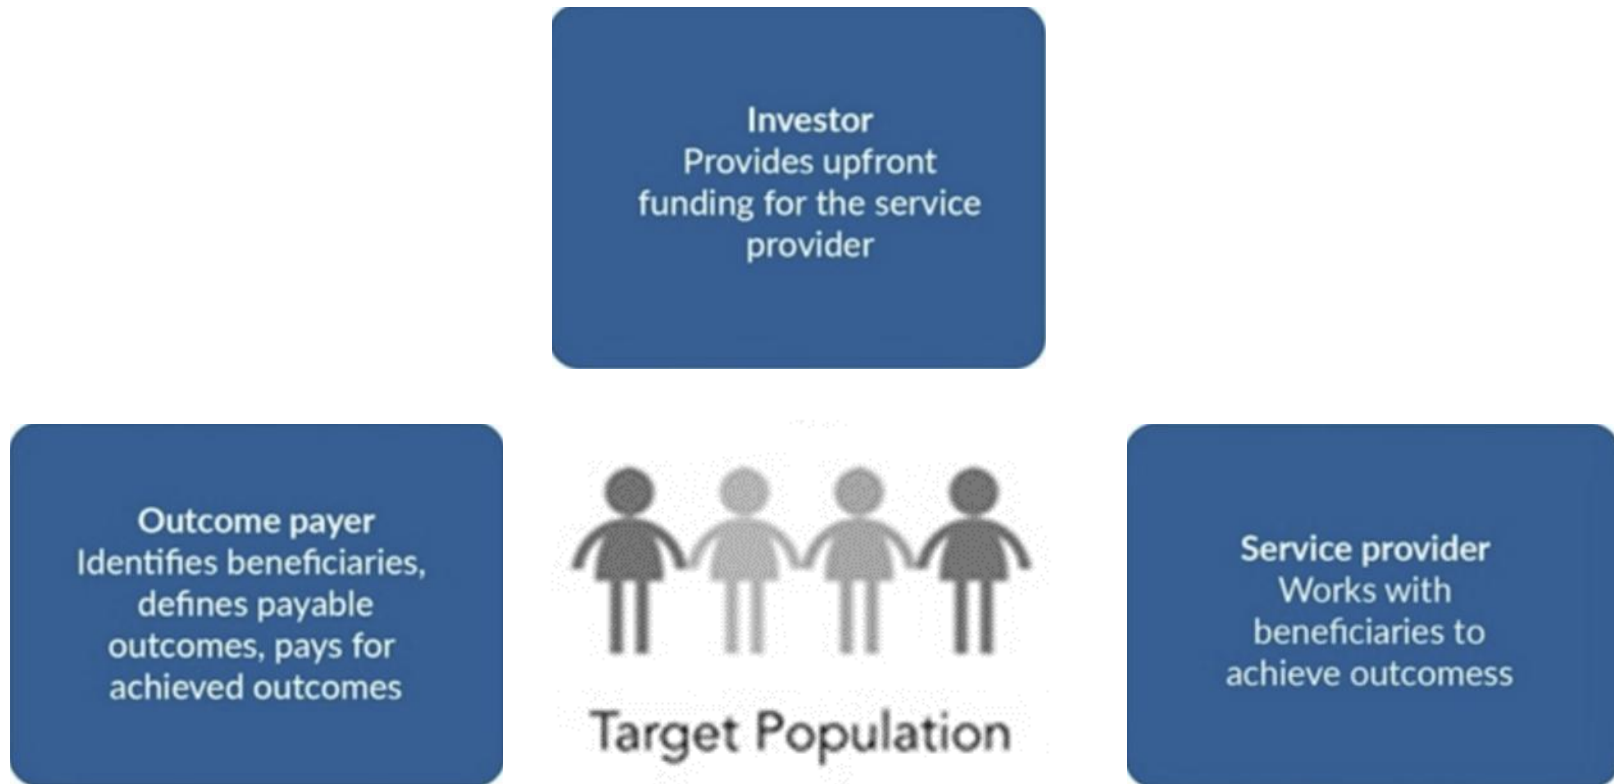 Investor
Provides upfront
funding for the service
provider
Outcome payer
Identifies beneficiaries,
defines payable
outcomes, pays for
achieved outcomes
Target Population
Service provider
Works with
beneficiaries to
achieve outcomess